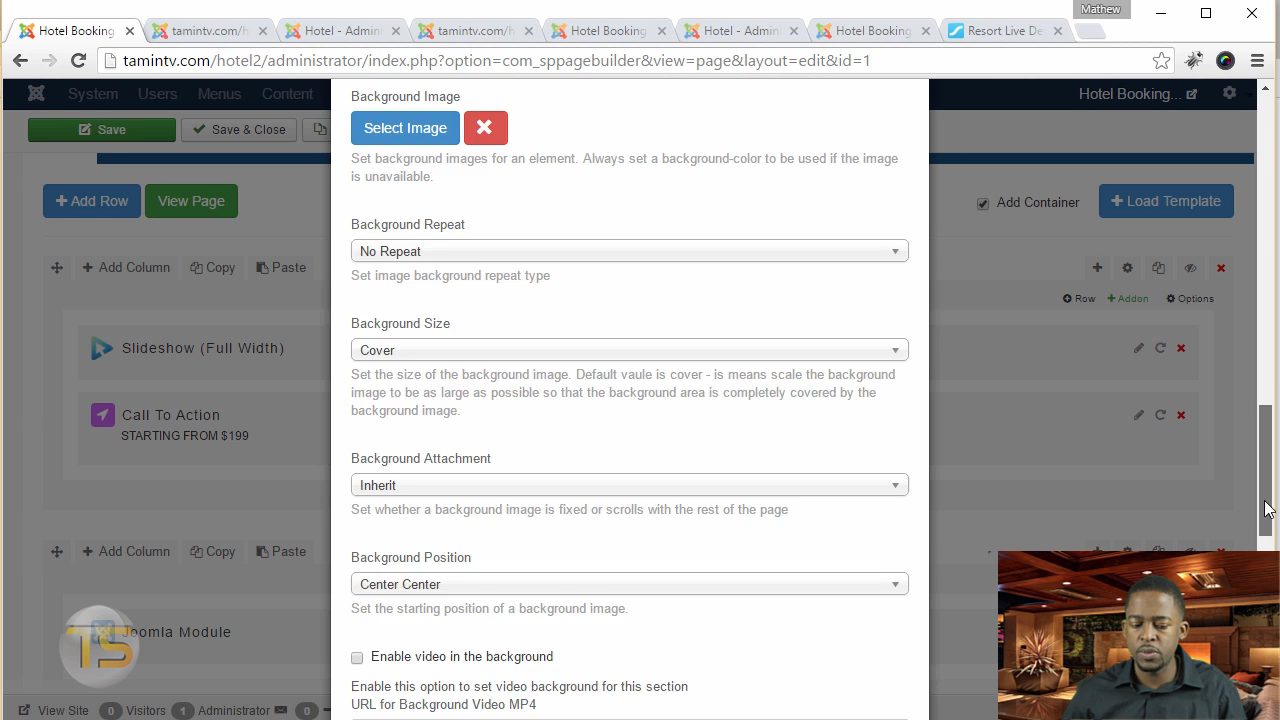 Mathew
Hotel Booking
tamintv.com/
Hotel - Admin
tamintv.com/
Hotel Booking
Hotel - Admin
Hotel Booking
Resort Live De
tamintv.com/hotel2/administrator/index.php?option=com_sppagebuilder&view=page&layout=edit&id=1
System
Users
Menus
Content
Hotel Booking...
Save
Save & Close
Background Image
Select Image
Set background images for an element. Always set a background-color to be used if the image
is unavailable.
Add Row
View Page
Add Container
Load Template
Background Repeat
No Repeat
Set image background repeat type
Add Column
Copy
Paste
Row
Addon
Options
Background Size
Cover
Set the size of the background image. Default vaule is cover - is means scale the background
image to be as large as possible so that the background area is completely covered by the
background image.
Slideshow (Full Width)
Call To Action
STARTING FROM $199
Background Attachment
Inherit
Set whether a background image is fixed or scrolls with the rest of the page
Add Column
Copy
Paste
Background Position
Center Center
Set the starting position of a background image.
Joomla Module
TS
Enable video in the background
Enable this option to set video background for this section
URL for Background Video MP4
View Site
0 Visitors
1 Administrator
0